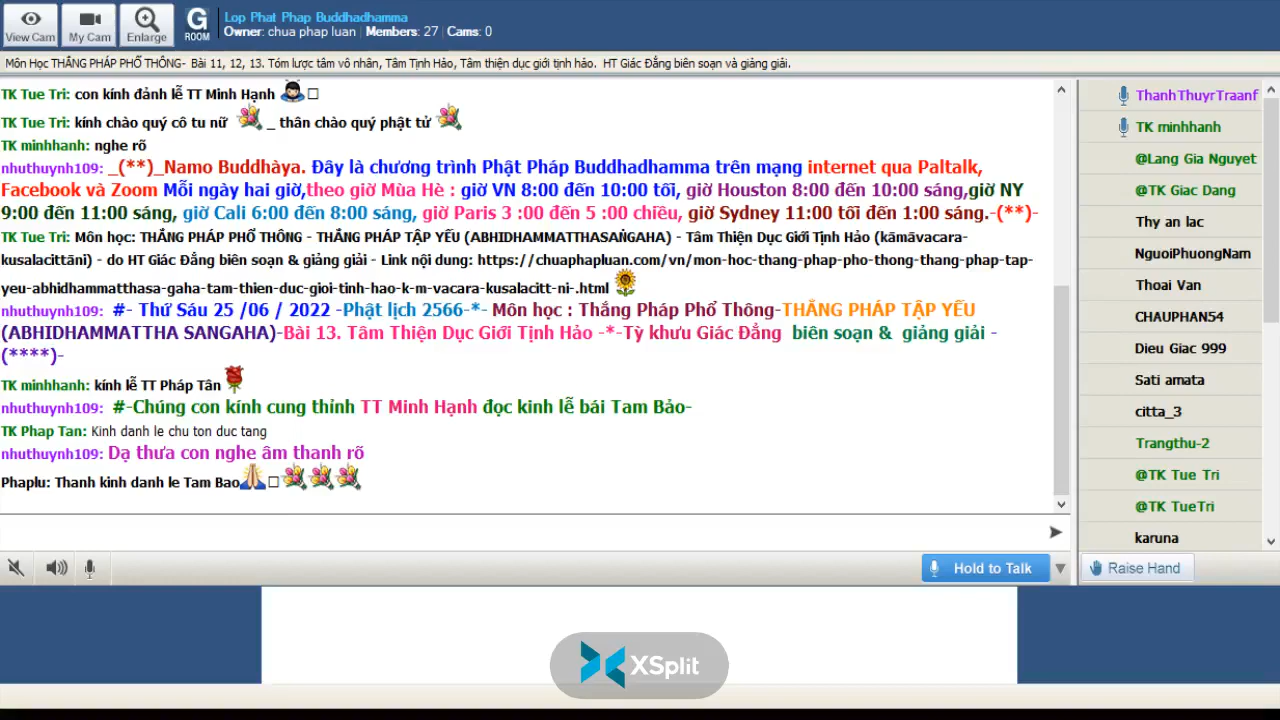 View Cam
My Cam
Enlarge
G
ROOM
Lop Phat Phap Buddhadhamma
Owner: chua phap luan | Members: 27 | Cams: 0
Môn Học THẮNG PHÁP PHỔ THÔNG- Bài 11, 12, 13. Tóm lược tâm vô nhân, Tâm Tịnh Hảo, Tâm thiện dục giới tịnh hảo. HT Giác Đẳng biên soạn và giảng giải.
TK Tue Tri: con kính đảnh lễ TT Minh Hạnh
TK Tue Tri: kính chào quý cô tu nữ _ thân chào quý phật tử
TK minhhanh: nghe rõ
nhuthuynh109: _(**)_Namo Buddhàya. Đây là chương trình Phật Pháp Buddhadhamma trên mạng internet qua Paltalk,
Facebook và Zoom Mỗi ngày hai giờ,theo giờ Mùa Hè : giờ VN 8:00 đến 10:00 tối, giờ Houston 8:00 đến 10:00 sáng,giờ NY
9:00 đến 11:00 sáng, giờ Cali 6:00 đến 8:00 sáng, giờ Paris 3 :00 đến 5 :00 chiều, giờ Sydney 11:00 tối đến 1:00 sáng.-(**)-
TK Tue Tri: Môn học: THẮNG PHÁP PHỔ THÔNG - THẮNG PHÁP TẬP YẾU (ABHIDHAMMATTHASAṄGAHA) - Tâm Thiện Dục Giới Tịnh Hảo (kāmāvacara-
kusalacittāni) - do HT Giác Đẳng biên soạn & giảng giải - Link nội dung: https://chuaphapluan.com/vn/mon-hoc-thang-phap-pho-thong-thang-phap-tap-
yeu-abhidhammatthasa-gaha-tam-thien-duc-gioi-tinh-hao-k-m-vacara-kusalacitt-ni-.html
nhuthuynh109: #- Thứ Sáu 25 /06 / 2022 -Phật lịch 2566-*- Môn học : Thắng Pháp Phổ Thông-THẮNG PHÁP TẬP YẾU
(ABHIDHAMMATTHA SANGAHA)-Bài 13. Tâm Thiện Dục Giới Tịnh Hảo -*-Tỳ khưu Giác Đẳng biên soạn & giảng giải -
(****)-
TK minhhanh: kính lễ TT Pháp Tân
nhuthuynh109: #-Chúng con kính cung thỉnh TT Minh Hạnh đọc kinh lễ bái Tam Bảo-
TK Phap Tan: Kinh danh le chu ton duc tang
nhuthuynh109: Dạ thưa con nghe âm thanh rõ
Phaplu: Thanh kinh danh le Tam Bao
Hold to Talk
ThanhThuyrTraanf
TK minhhanh
@Lang Gia Nguyet
@TK Giac Dang
Thy an lac
NguoiPhuongNam
Thoai Van
CHAUPHAN54
Dieu Giac 999
Sati amata
citta_3
Trangthu-2
@TK Tue Tri
@TK TueTri
karuna
Raise Hand
XSplit